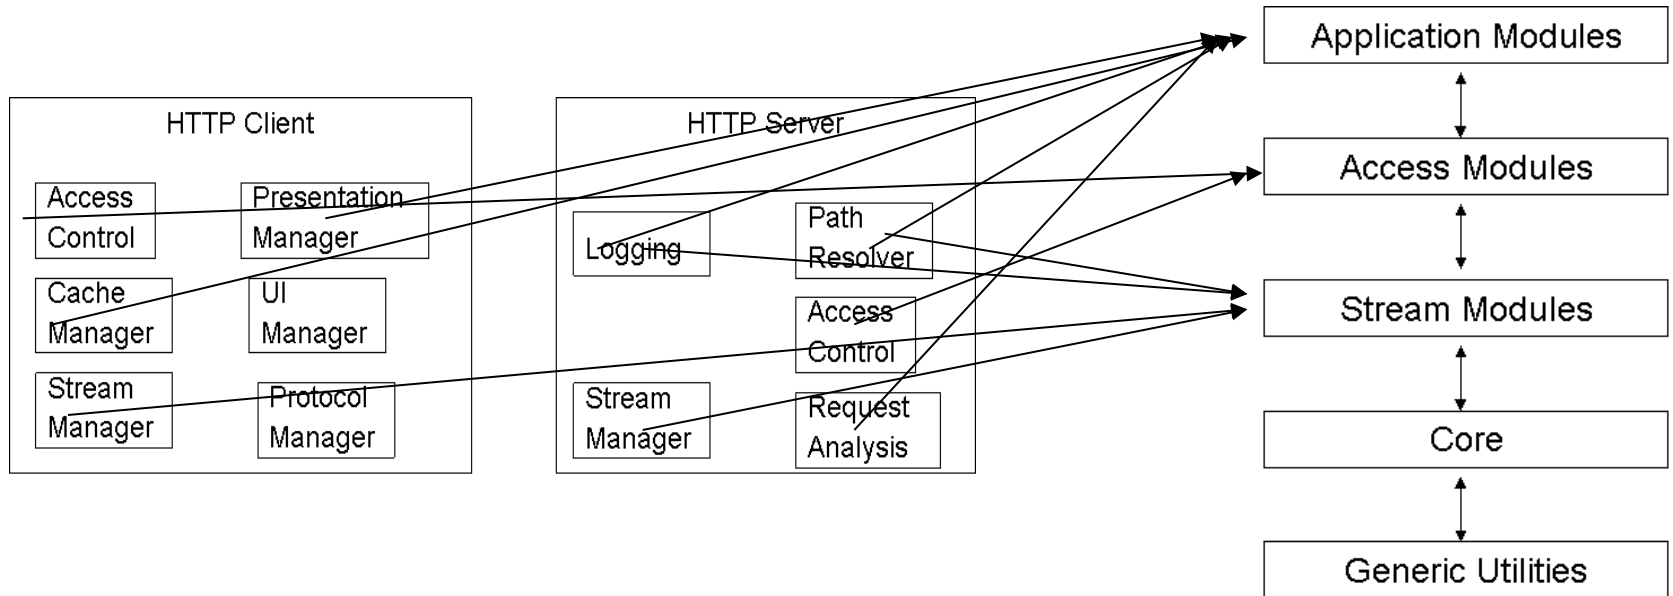 HTTP Client
Access
Control
Presentation
Manager
Cache
Manager
UI
Manager
Stream
Manager
Protocol
Manager
HTTP Server
Logging
Path
Resolver
Access
Control
Stream
Manager
Request
Analysis
Application Modules
Access Modules
Stream Modules
Core
Generic Utilities